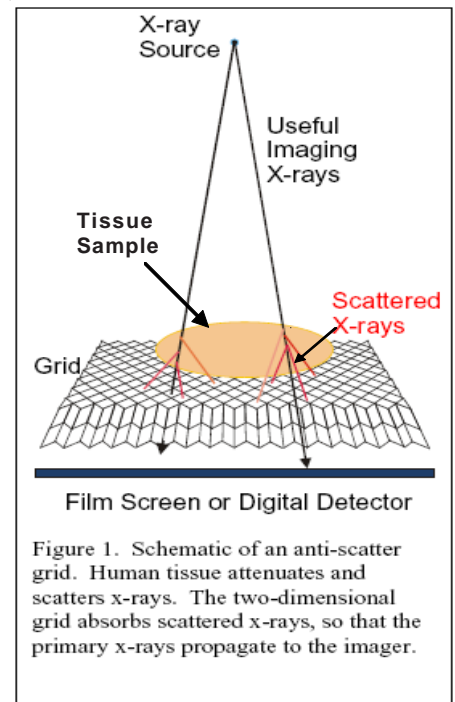 X-ray
Source
Useful
Imaging
X-rays
Tissue
Sample
Scattered
X-rays
Grid
Film Screen or Digital Detector
Figure 1. Schematic of an anti-scatter
grid. Human tissue attenuates and
scatters x-rays. The two-dimensional
grid absorbs scattered x-rays, so that the
primary x-rays propagate to the imager.